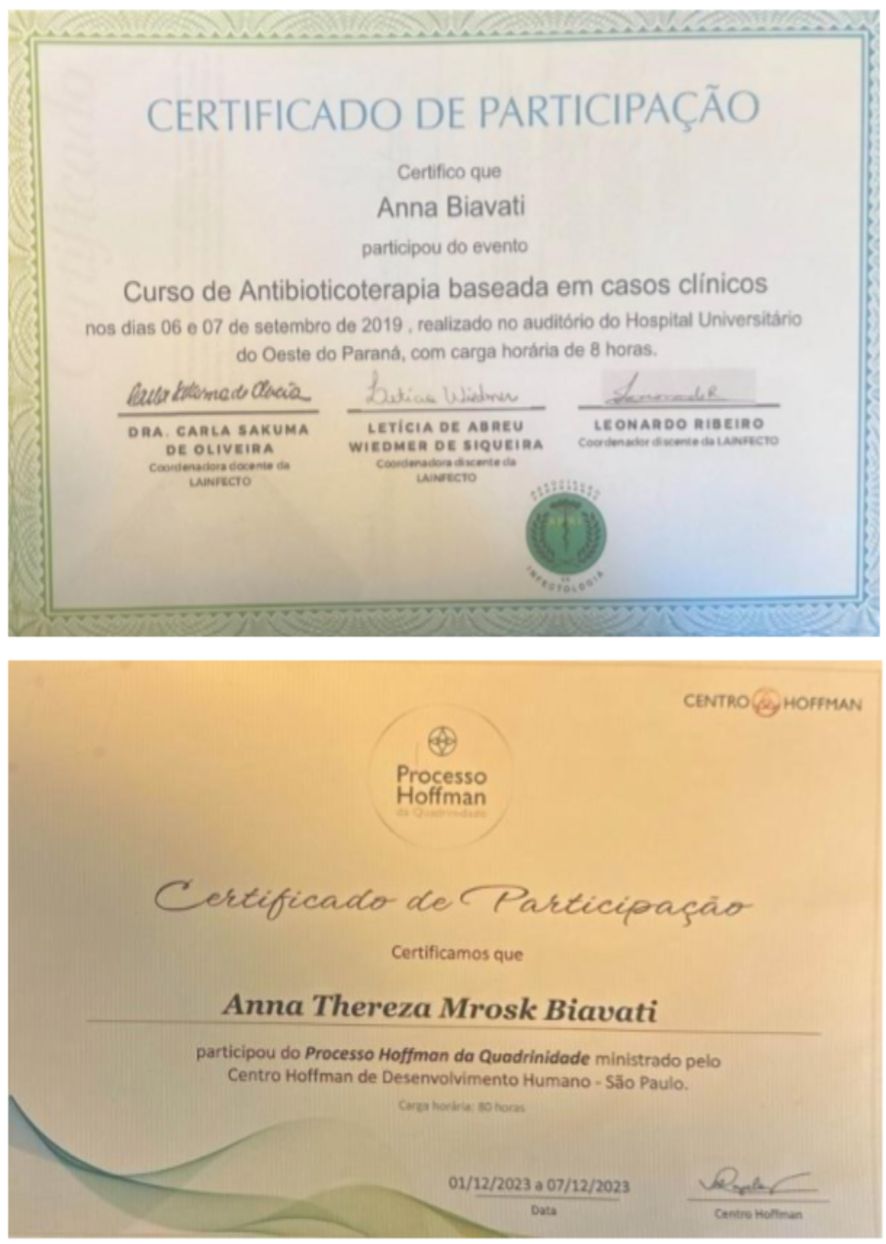 CERTIFICADO DE PARTICIPAÇÃO
Certifico que
Anna Biavati
participou do evento
Curso de Antibioticoterapia baseada em casos clínicos
nos dias 06 e 07 de setembro de 2019 , realizado no auditório do Hospital Universitário
do Oeste do Paraná, com carga horária de 8 horas.
DRA. CARLA SAKUMA
DE OLIVEIRA
Coordenadora docente da
LAINFECTO
Letícia Wiedmer
LETÍCIA DE ABREU
WIEDMER DE SIQUEIRA
Coordenadora discente da
LAINFECTO
LEONARDO RIBEIRO
Coordenador discente da LAINFECTO
DE
INFECTOLOGIA
CENTRO HOFFMAN
Processo
Hoffman
da Quadrinidade
Certificado de Participação
Certificamos que
Anna Thereza Mrosk Biavati
participou do Processo Hoffman da Quadrinidade ministrado pelo
Centro Hoffman de Desenvolvimento Humano - São Paulo.
Carga horária: 80 horas
01/12/2023 a 07/12/2023
Data
Centro Hoffman